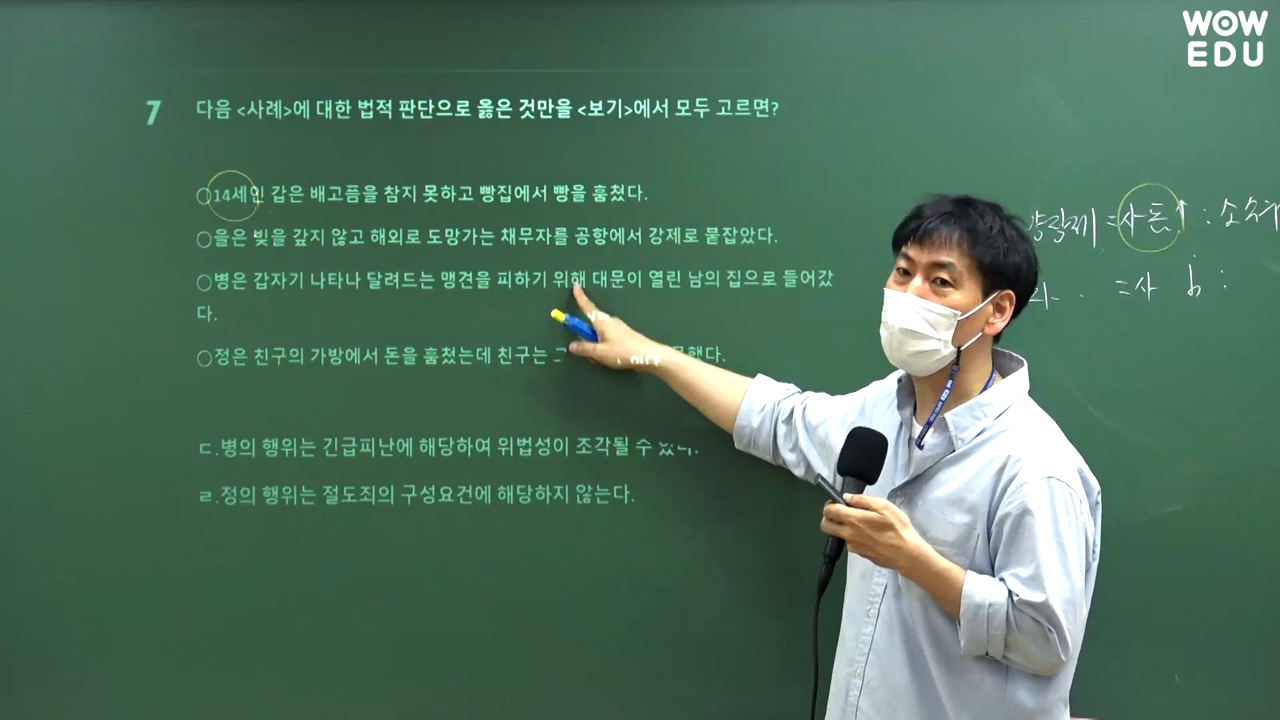 WOW
EDU
7 다음 <사례>에 대한 법적 판단으로 옳은 것만을 <보기>에서 모두 고르면?
○14세인 갑은 배고픔을 참지 못하고 빵집에서 빵을 훔쳤다.
○을은 빚을 갚지 않고 해외로 도망가는 채무자를 공항에서 강제로 붙잡았다.
○병은 갑자기 나타나 달려드는 맹견을 피하기 위해 대문이 열린 남의 집으로 들어갔
다.
○정은 친구의 가방에서 돈을 훔쳤는데 친구는
ㄷ.병의 행위는 긴급피난에 해당하여 위법성이 조각될 수 있다.
ㄹ.정의 행위는 절도죄의 구성요건에 해당하지 않는다.